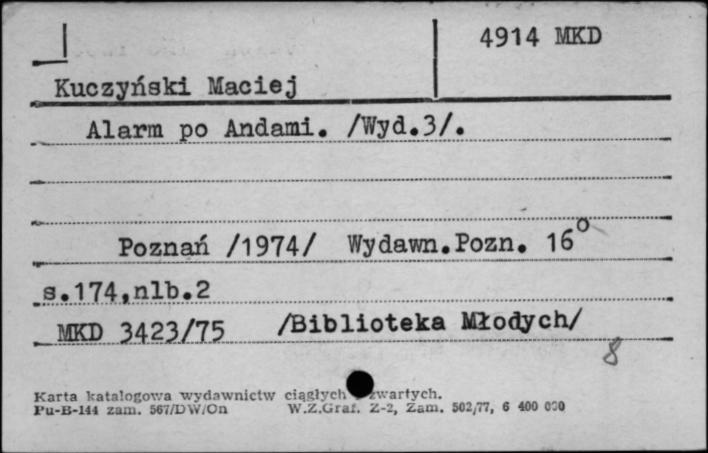 4914 MKD
Kuczyński Maciej
Alarm po Andami. /Wyd.3/.
Poznań /1974/ Wydawn.Pozn. 16°
s.174,nlb.2
MKD 3423/75 /Biblioteka Młodych/
8
Karta katalogowa wydawnictw ciągłych zwartych.
Pu-B-144 zam. 567/DW/On W.Z.Graf. Z-2, Zam. 502/77, 6 400 000